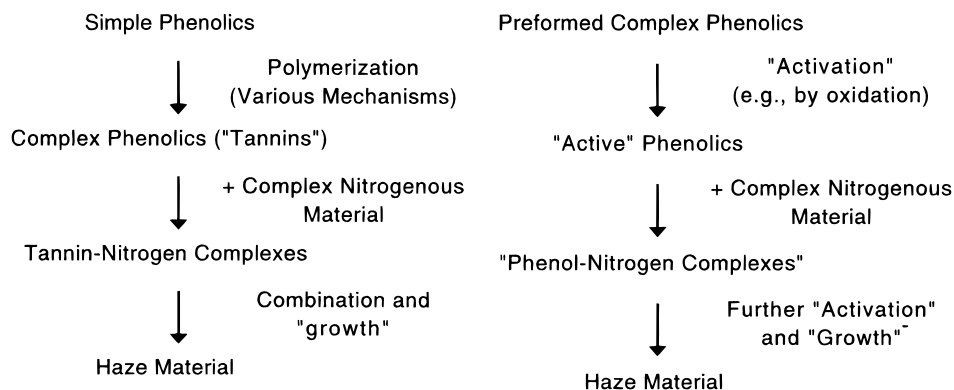 Simple Phenolics
Polymerization
(Various Mechanisms)
Complex Phenolics ("Tannins")
+ Complex Nitrogenous
Material
Tannin-Nitrogen Complexes
Combination and
"growth"
Haze Material
Preformed Complex Phenolics
"Activation"
(e.g., by oxidation)
"Active" Phenolics
+ Complex Nitrogenous
Material
"Phenol-Nitrogen Complexes"
Further "Activation"
and "Growth"
Haze Material